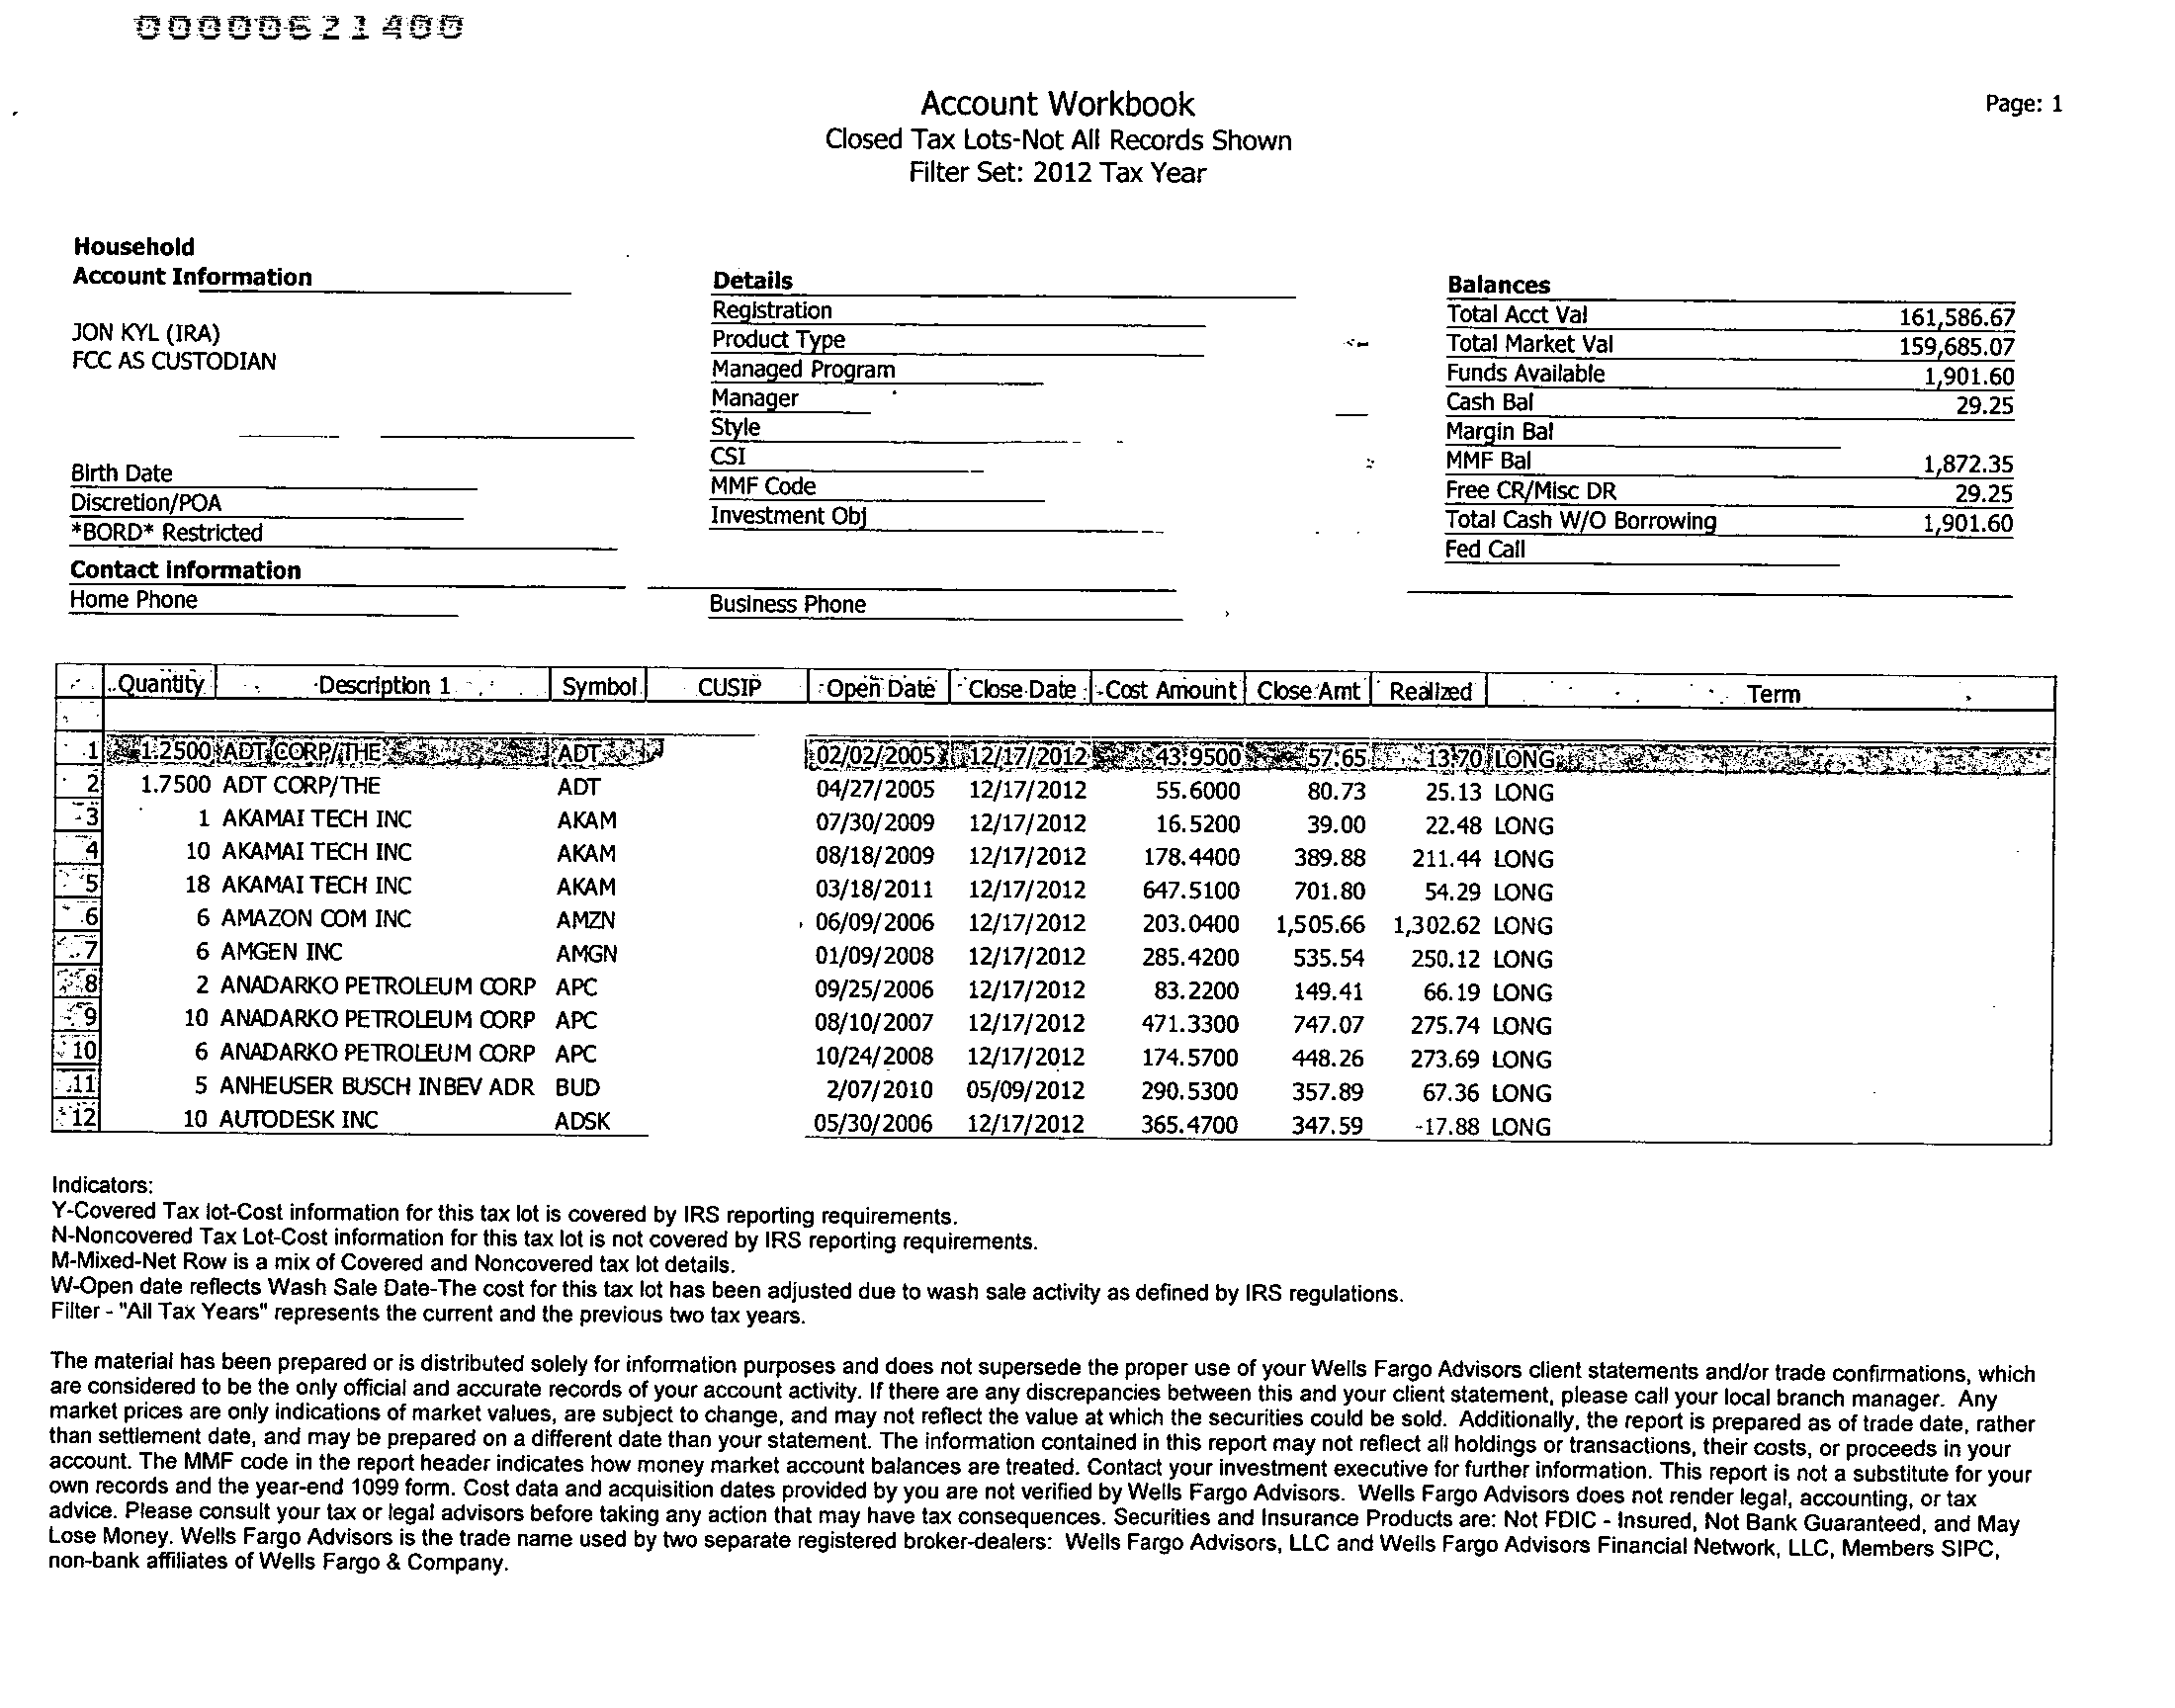 00000621400
Account Workbook
Page: 1
Closed Tax Lots-Not All Records Shown
Filter Set: 2012 Tax Year
Household
Account Information
JON KYL (IRA)
FCC AS CUSTODIAN
Birth Date
Discretion/POA
*BORD* Restricted
Contact information
Home Phone
Details
Registration
Product Type
Managed Program
Manager
Style
CSI
MMF Code
Investment Obj
Business Phone
Balances
Total Acct Val 161,586.67
Total Market Val 159,685.07
Funds Available 1,901.60
Cash Bal 29.25
Margin Bal
MMF Bal 1,872.35
Free CR/Misc DR 29.25
Total Cash W/O Borrowing 1,901.60
Fed Call
Quantity Description 1 Symbol CUSIP Open Date Close Date Cost Amount Close Amt Realized Term
1 1.2500 ADT CORP/THE ADT 02/02/2005 12/17/2012 43.9500 57.65 13.70 LONG
2 1.7500 ADT CORP/THE ADT 04/27/2005 12/17/2012 55.6000 80.73 25.13 LONG
3 1 AKAMAI TECH INC AKAM 07/30/2009 12/17/2012 16.5200 39.00 22.48 LONG
4 10 AKAMAI TECH INC AKAM 08/18/2009 12/17/2012 178.4400 389.88 211.44 LONG
5 18 AKAMAI TECH INC AKAM 03/18/2011 12/17/2012 647.5100 701.80 54.29 LONG
6 6 AMAZON COM INC AMZN 06/09/2006 12/17/2012 203.0400 1,505.66 1,302.62 LONG
7 6 AMGEN INC AMGN 01/09/2008 12/17/2012 285.4200 535.54 250.12 LONG
8 2 ANADARKO PETROLEUM CORP APC 09/25/2006 12/17/2012 83.2200 149.41 66.19 LONG
9 10 ANADARKO PETROLEUM CORP APC 08/10/2007 12/17/2012 471.3300 747.07 275.74 LONG
10 6 ANADARKO PETROLEUM CORP APC 10/24/2008 12/17/2012 174.5700 448.26 273.69 LONG
11 5 ANHEUSER BUSCH INBEV ADR BUD 2/07/2010 05/09/2012 290.5300 357.89 67.36 LONG
12 10 AUTODESK INC ADSK 05/30/2006 12/17/2012 365.4700 347.59 -17.88 LONG
Indicators:
Y-Covered Tax lot-Cost information for this tax lot is covered by IRS reporting requirements.
N-Noncovered Tax Lot-Cost information for this tax lot is not covered by IRS reporting requirements.
M-Mixed-Net Row is a mix of Covered and Noncovered tax lot details.
W-Open date reflects Wash Sale Date-The cost for this tax lot has been adjusted due to wash sale activity as defined by IRS regulations.
Filter - "All Tax Years" represents the current and the previous two tax years.
The material has been prepared or is distributed solely for information purposes and does not supersede the proper use of your Wells Fargo Advisors client statements and/or trade confirmations, which
are considered to be the only official and accurate records of your account activity. If there are any discrepancies between this and your client statement, please call your local branch manager. Any
market prices are only indications of market values, are subject to change, and may not reflect the value at which the securities could be sold. Additionally, the report is prepared as of trade date, rather
than settlement date, and may be prepared on a different date than your statement. The information contained in this report may not reflect all holdings or transactions, their costs, or proceeds in your
account. The MMF code in the report header indicates how money market account balances are treated. Contact your investment executive for further information. This report is not a substitute for your
own records and the year-end 1099 form. Cost data and acquisition dates provided by you are not verified by Wells Fargo Advisors. Wells Fargo Advisors does not render legal, accounting, or tax
advice. Please consult your tax or legal advisors before taking any action that may have tax consequences. Securities and Insurance Products are: Not FDIC - Insured, Not Bank Guaranteed, and May
Lose Money. Wells Fargo Advisors is the trade name used by two separate registered broker-dealers: Wells Fargo Advisors, LLC and Wells Fargo Advisors Financial Network, LLC, Members SIPC,
non-bank affiliates of Wells Fargo & Company.